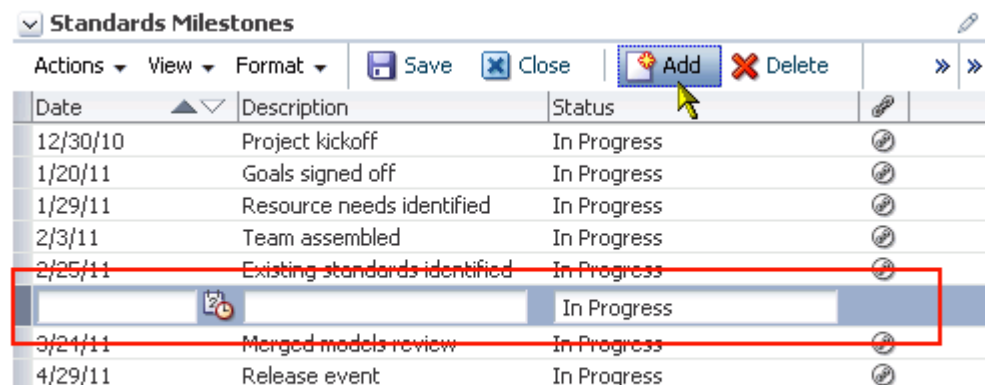 Standards Milestones
Actions View Format Save Close Add Delete » »
Date Description Status
12/30/10 Project kickoff In Progress
1/20/11 Goals signed off In Progress
1/29/11 Resource needs identified In Progress
2/3/11 Team assembled In Progress
2/25/11 Existing standards identified In Progress
In Progress
3/24/11 Merged models review In Progress
4/29/11 Release event In Progress